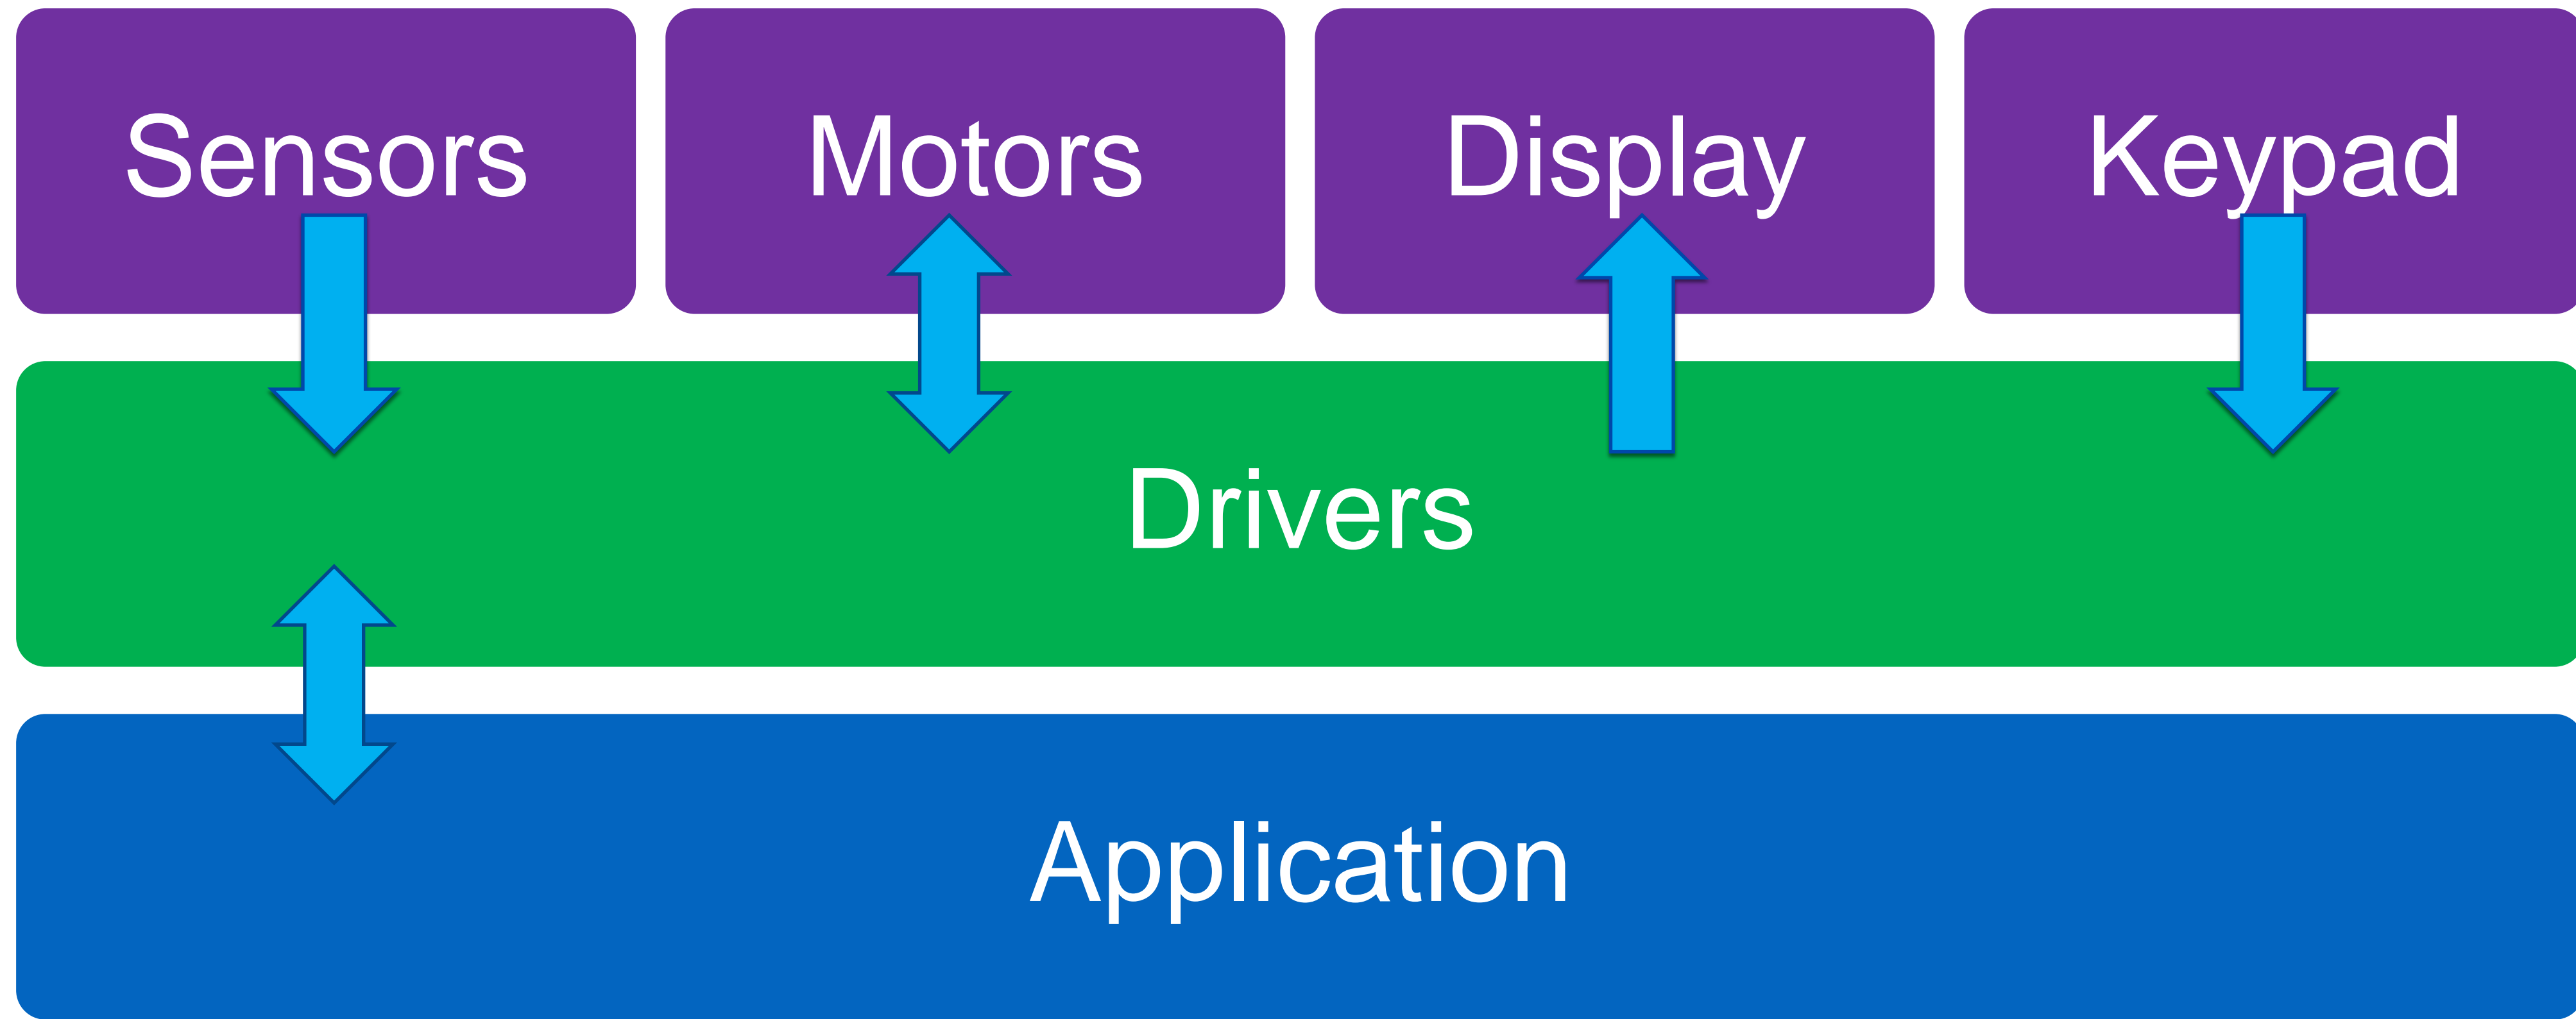 Sensors
Motors
Display
Keypad
Drivers
Application